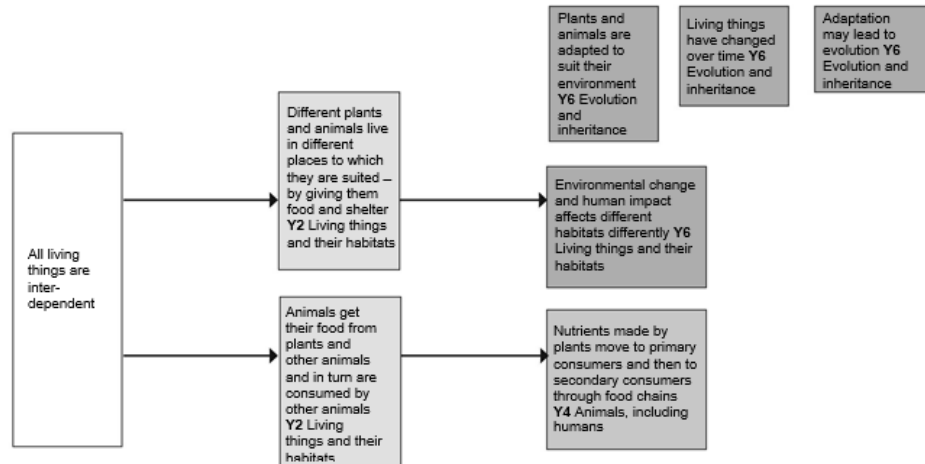 Plants and
animals are
adapted to
suit their
environment
Y6 Evolution
and
inheritance
Living things
have changed
over time Y6
Evolution and
inheritance
Adaptation
may lead to
evolution Y6
Evolution and
inheritance
Different plants
and animals live
in different
places to which
they are suited –
by giving them
food and shelter
Y2 Living things
and their habitats
Environmental change
and human impact
affects different
habitats differently Y6
Living things and their
habitats
All living
things are
inter-
dependent
Animals get
their food from
plants and
other animals
and in turn are
consumed by
other animals
Y2 Living
things and their
habitats
Nutrients made by
plants move to primary
consumers and then to
secondary consumers
through food chains
Y4 Animals, including
humans